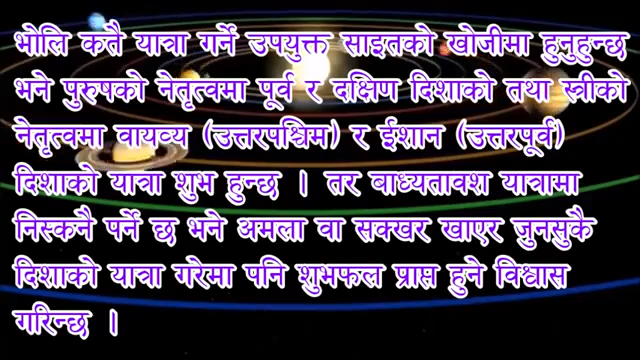 भोलि कतै यात्रा गर्ने उपयुक्त साइतको खोजीमा हुनुहुन्छ
भने पुरुषको नेतृत्वमा पूर्व र दक्षिण दिशाको तथा स्त्रीको
नेतृत्वमा वायव्य (उत्तरपश्चिम) र ईशान (उत्तरपूर्व)
दिशाको यात्रा शुभ हुन्छ । तर बाध्यतावश यात्रामा
निस्कनै पर्ने छ भने अमला वा सक्खर खाएर जुनसुकै
दिशाको यात्रा गरेमा पनि शुभफल प्राप्त हुने विश्वास
गरिन्छ ।